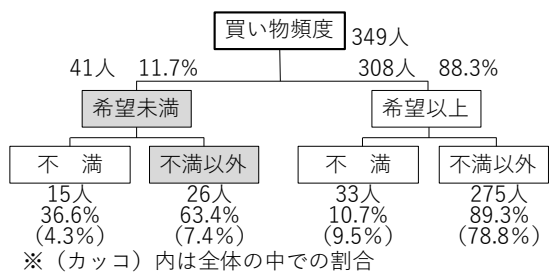 買い物頻度
349人
41人 11.7%
308人 88.3%
希望未満
希望以上
不 満
不満以外
不 満
不満以外
15人
26人
33人
275人
36.6%
63.4%
10.7%
89.3%
(4.3%)
(7.4%)
(9.5%)
(78.8%)
※(カッコ)内は全体の中での割合